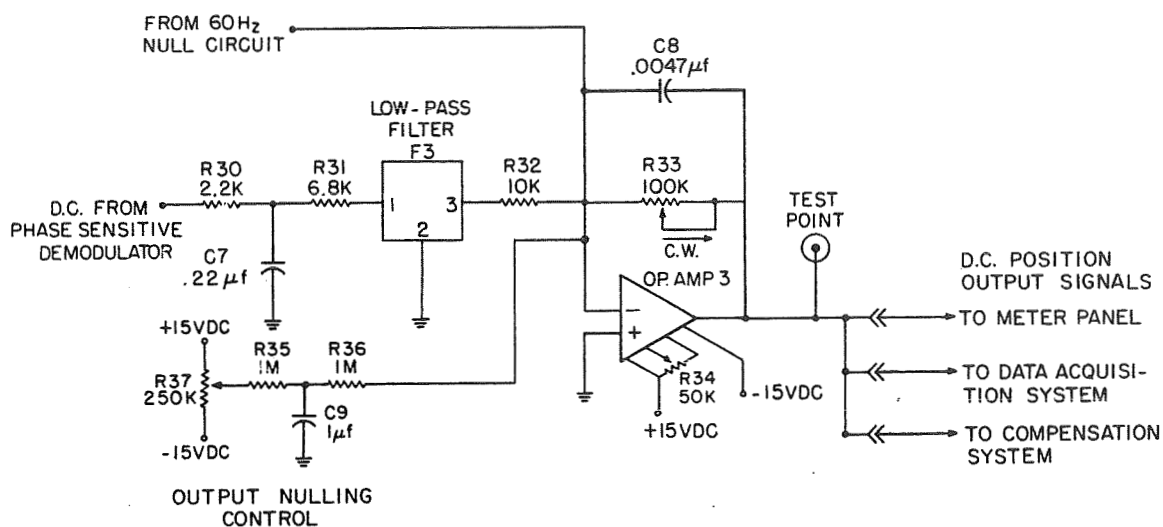 FROM 60Hz
NULL CIRCUIT
C8
.0047µf
LOW-PASS
FILTER
F3
R30
2.2K
R31
6.8K
1
3
2
R32
10K
R33
100K
C.W.
TEST
POINT
D.C. FROM
PHASE SENSITIVE
DEMODULATOR
C7
.22µf
OP. AMP 3
−
+
D.C. POSITION
OUTPUT SIGNALS
TO METER PANEL
+15VDC
R35
1M
R36
1M
R37
250K
C9
1µf
-15VDC
R34
50K
-15VDC
+15VDC
TO DATA ACQUISI-
TION SYSTEM
TO COMPENSATION
SYSTEM
OUTPUT NULLING
CONTROL